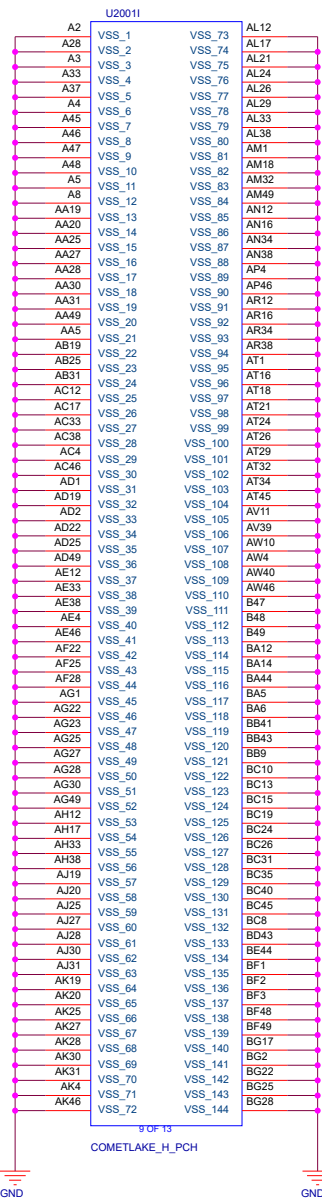 U2001I
A2 VSS_1 VSS_73 AL12
A28 VSS_2 VSS_74 AL17
A3 VSS_3 VSS_75 AL21
A33 VSS_4 VSS_76 AL24
A37 VSS_5 VSS_77 AL26
A4 VSS_6 VSS_78 AL29
A45 VSS_7 VSS_79 AL33
A46 VSS_8 VSS_80 AL38
A47 VSS_9 VSS_81 AM1
A48 VSS_10 VSS_82 AM18
A5 VSS_11 VSS_83 AM32
A8 VSS_12 VSS_84 AM49
AA19 VSS_13 VSS_85 AN12
AA20 VSS_14 VSS_86 AN16
AA25 VSS_15 VSS_87 AN34
AA27 VSS_16 VSS_88 AN38
AA28 VSS_17 VSS_89 AP4
AA30 VSS_18 VSS_90 AP46
AA31 VSS_19 VSS_91 AR12
AA49 VSS_20 VSS_92 AR16
AA5 VSS_21 VSS_93 AR34
AB19 VSS_22 VSS_94 AR38
AB25 VSS_23 VSS_95 AT1
AB31 VSS_24 VSS_96 AT16
AC12 VSS_25 VSS_97 AT18
AC17 VSS_26 VSS_98 AT21
AC33 VSS_27 VSS_99 AT24
AC38 VSS_28 VSS_100 AT26
AC4 VSS_29 VSS_101 AT29
AC46 VSS_30 VSS_102 AT32
AD1 VSS_31 VSS_103 AT34
AD19 VSS_32 VSS_104 AT45
AD2 VSS_33 VSS_105 AV11
AD22 VSS_34 VSS_106 AV39
AD25 VSS_35 VSS_107 AW10
AD49 VSS_36 VSS_108 AW4
AE12 VSS_37 VSS_109 AW40
AE33 VSS_38 VSS_110 AW46
AE38 VSS_39 VSS_111 B47
AE4 VSS_40 VSS_112 B48
AE46 VSS_41 VSS_113 B49
AF22 VSS_42 VSS_114 BA12
AF25 VSS_43 VSS_115 BA14
AF28 VSS_44 VSS_116 BA44
AG1 VSS_45 VSS_117 BA5
AG22 VSS_46 VSS_118 BA6
AG23 VSS_47 VSS_119 BB41
AG25 VSS_48 VSS_120 BB43
AG27 VSS_49 VSS_121 BB9
AG28 VSS_50 VSS_122 BC10
AG30 VSS_51 VSS_123 BC13
AG49 VSS_52 VSS_124 BC15
AH12 VSS_53 VSS_125 BC19
AH17 VSS_54 VSS_126 BC24
AH33 VSS_55 VSS_127 BC26
AH38 VSS_56 VSS_128 BC31
AJ19 VSS_57 VSS_129 BC35
AJ20 VSS_58 VSS_130 BC40
AJ25 VSS_59 VSS_131 BC45
AJ27 VSS_60 VSS_132 BC8
AJ28 VSS_61 VSS_133 BD43
AJ30 VSS_62 VSS_134 BE44
AJ31 VSS_63 VSS_135 BF1
AK19 VSS_64 VSS_136 BF2
AK20 VSS_65 VSS_137 BF3
AK25 VSS_66 VSS_138 BF48
AK27 VSS_67 VSS_139 BF49
AK28 VSS_68 VSS_140 BG17
AK30 VSS_69 VSS_141 BG2
AK31 VSS_70 VSS_142 BG22
AK4 VSS_71 VSS_143 BG25
AK46 VSS_72 VSS_144 BG28
9 OF 13
COMETLAKE_H_PCH
GND GND